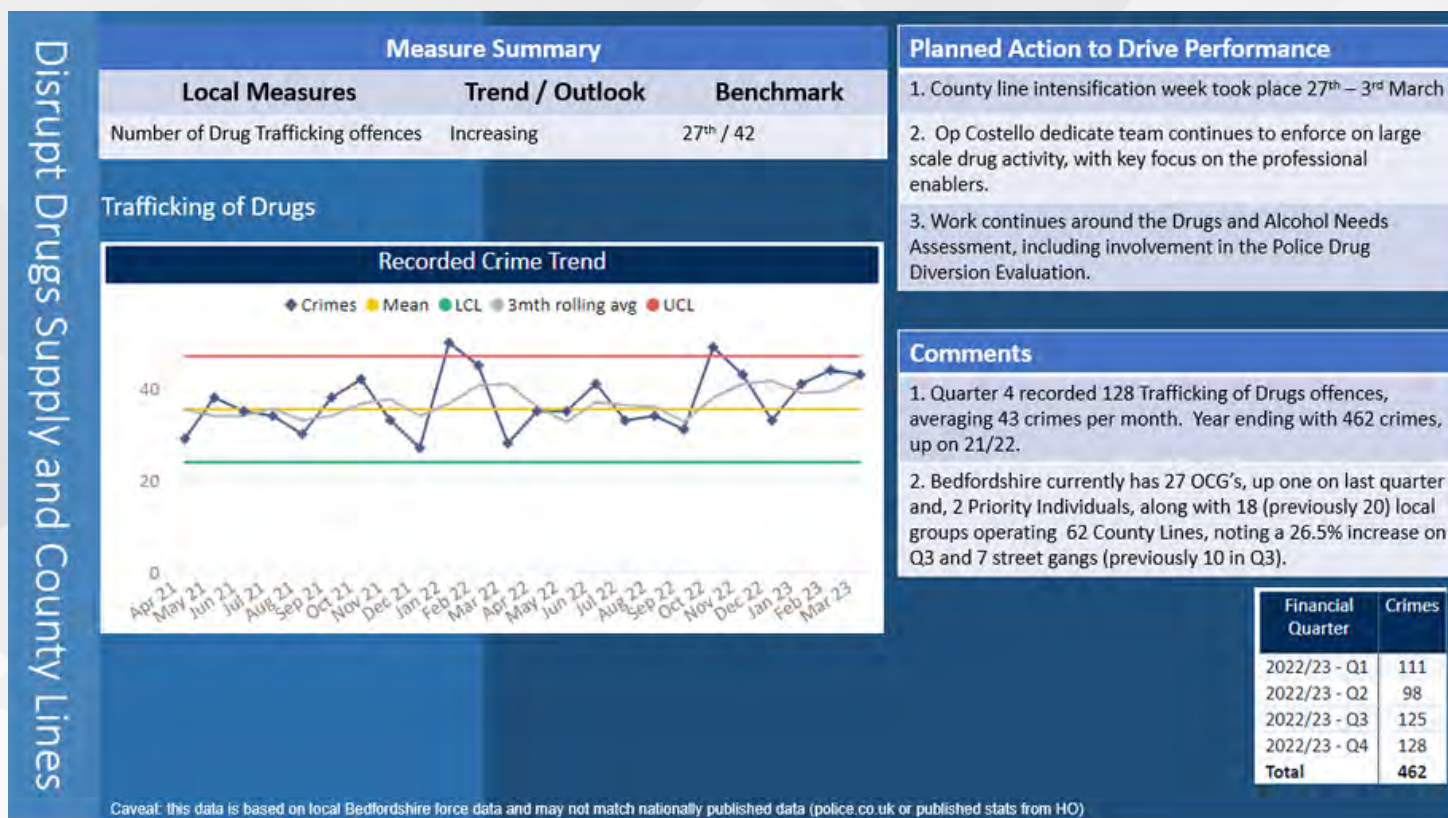 Disrupt Drugs Supply and County Lines
Measure Summary
Local Measures Trend / Outlook Benchmark
Number of Drug Trafficking offences Increasing 27th / 42
Trafficking of Drugs
Recorded Crime Trend
Crimes Mean LCL 3mth rolling avg UCL
40
20
0
Apr 21 May 21 Jun 21 Jul 21 Aug 21 Sep 21 Oct 21 Nov 21 Dec 21 Jan 22 Feb 22 Mar 22 Apr 22 May 22 Jun 22 Jul 22 Aug 22 Sep 22 Oct 22 Nov 22 Dec 22 Jan 23 Feb 23 Mar 23
Planned Action to Drive Performance
1. County line intensification week took place 27th – 3rd March
2. Op Costello dedicate team continues to enforce on large
scale drug activity, with key focus on the professional
enablers.
3. Work continues around the Drugs and Alcohol Needs
Assessment, including involvement in the Police Drug
Diversion Evaluation.
Comments
1. Quarter 4 recorded 128 Trafficking of Drugs offences,
averaging 43 crimes per month. Year ending with 462 crimes,
up on 21/22.
2. Bedfordshire currently has 27 OCG's, up one on last quarter
and, 2 Priority Individuals, along with 18 (previously 20) local
groups operating 62 County Lines, noting a 26.5% increase on
Q3 and 7 street gangs (previously 10 in Q3).
Financial Crimes
Quarter
2022/23 - Q1 111
2022/23 - Q2 98
2022/23 - Q3 125
2022/23 - Q4 128
Total 462
Caveat: this data is based on local Bedfordshire force data and may not match nationally published data (police.co.uk or published stats from HO)